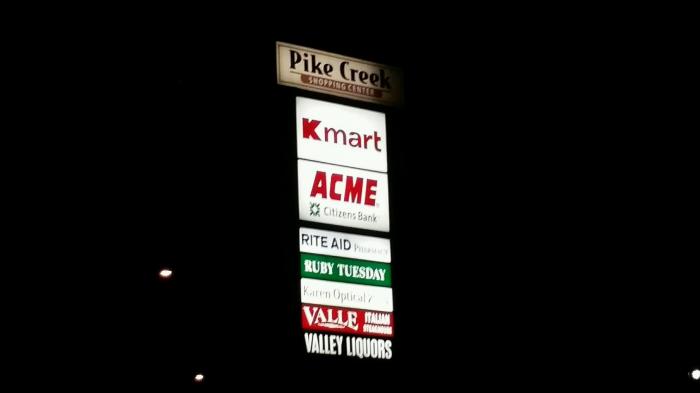 Pike Creek
SHOPPING CENTER
Kmart
ACME
Citizens Bank
RITE AID PHARMACY
RUBY TUESDAY
Karen Optical
VALLE ITALIAN
STEAKHOUSE
VALLEY LIQUORS